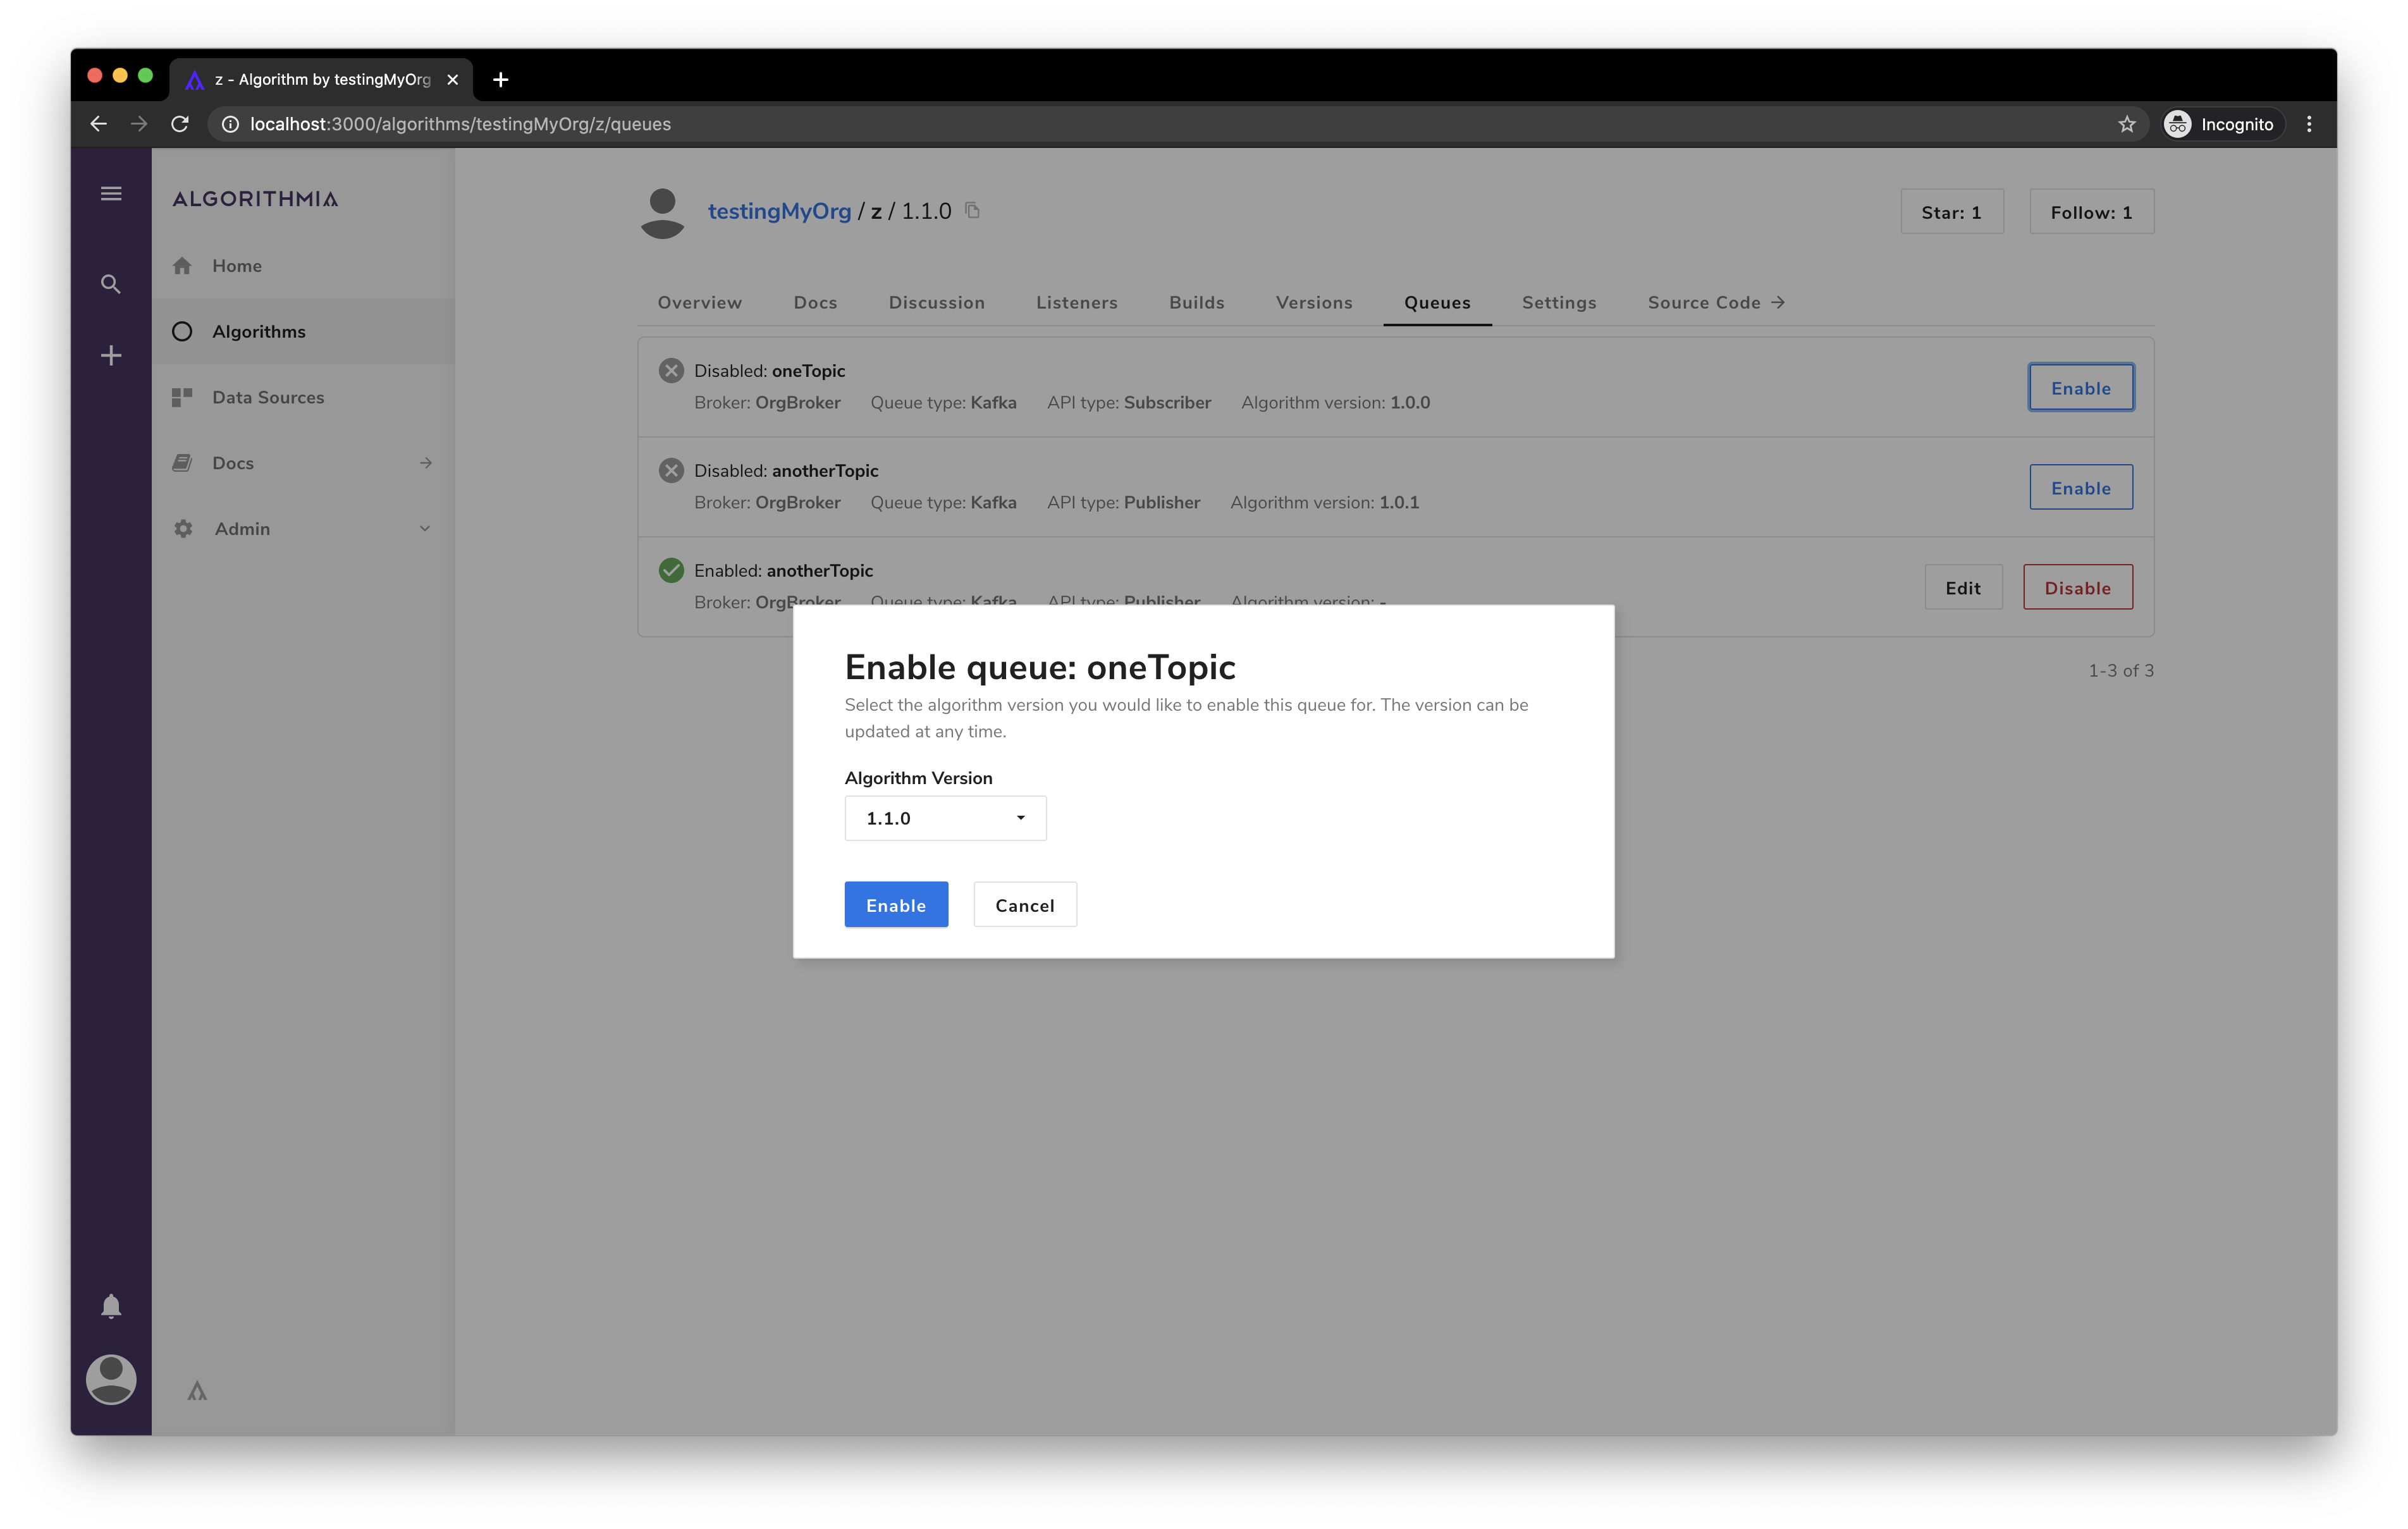 z - Algorithm by testingMyOrg
localhost:3000/algorithms/testingMyOrg/z/queues
Incognito
ALGORITHMIA
Home
Algorithms
Data Sources
Docs
Admin
testingMyOrg / z / 1.1.0
Star: 1
Follow: 1
Overview Docs Discussion Listeners Builds Versions Queues Settings Source Code →
Disabled: oneTopic
Broker: OrgBroker Queue type: Kafka API type: Subscriber Algorithm version: 1.0.0
Enable
Disabled: anotherTopic
Broker: OrgBroker Queue type: Kafka API type: Publisher Algorithm version: 1.0.1
Enable
Enabled: anotherTopic
Broker: OrgBroker Queue type: Kafka API type: Publisher Algorithm version: -
Edit
Disable
1-3 of 3
Enable queue: oneTopic
Select the algorithm version you would like to enable this queue for. The version can be
updated at any time.
Algorithm Version
1.1.0
Enable
Cancel